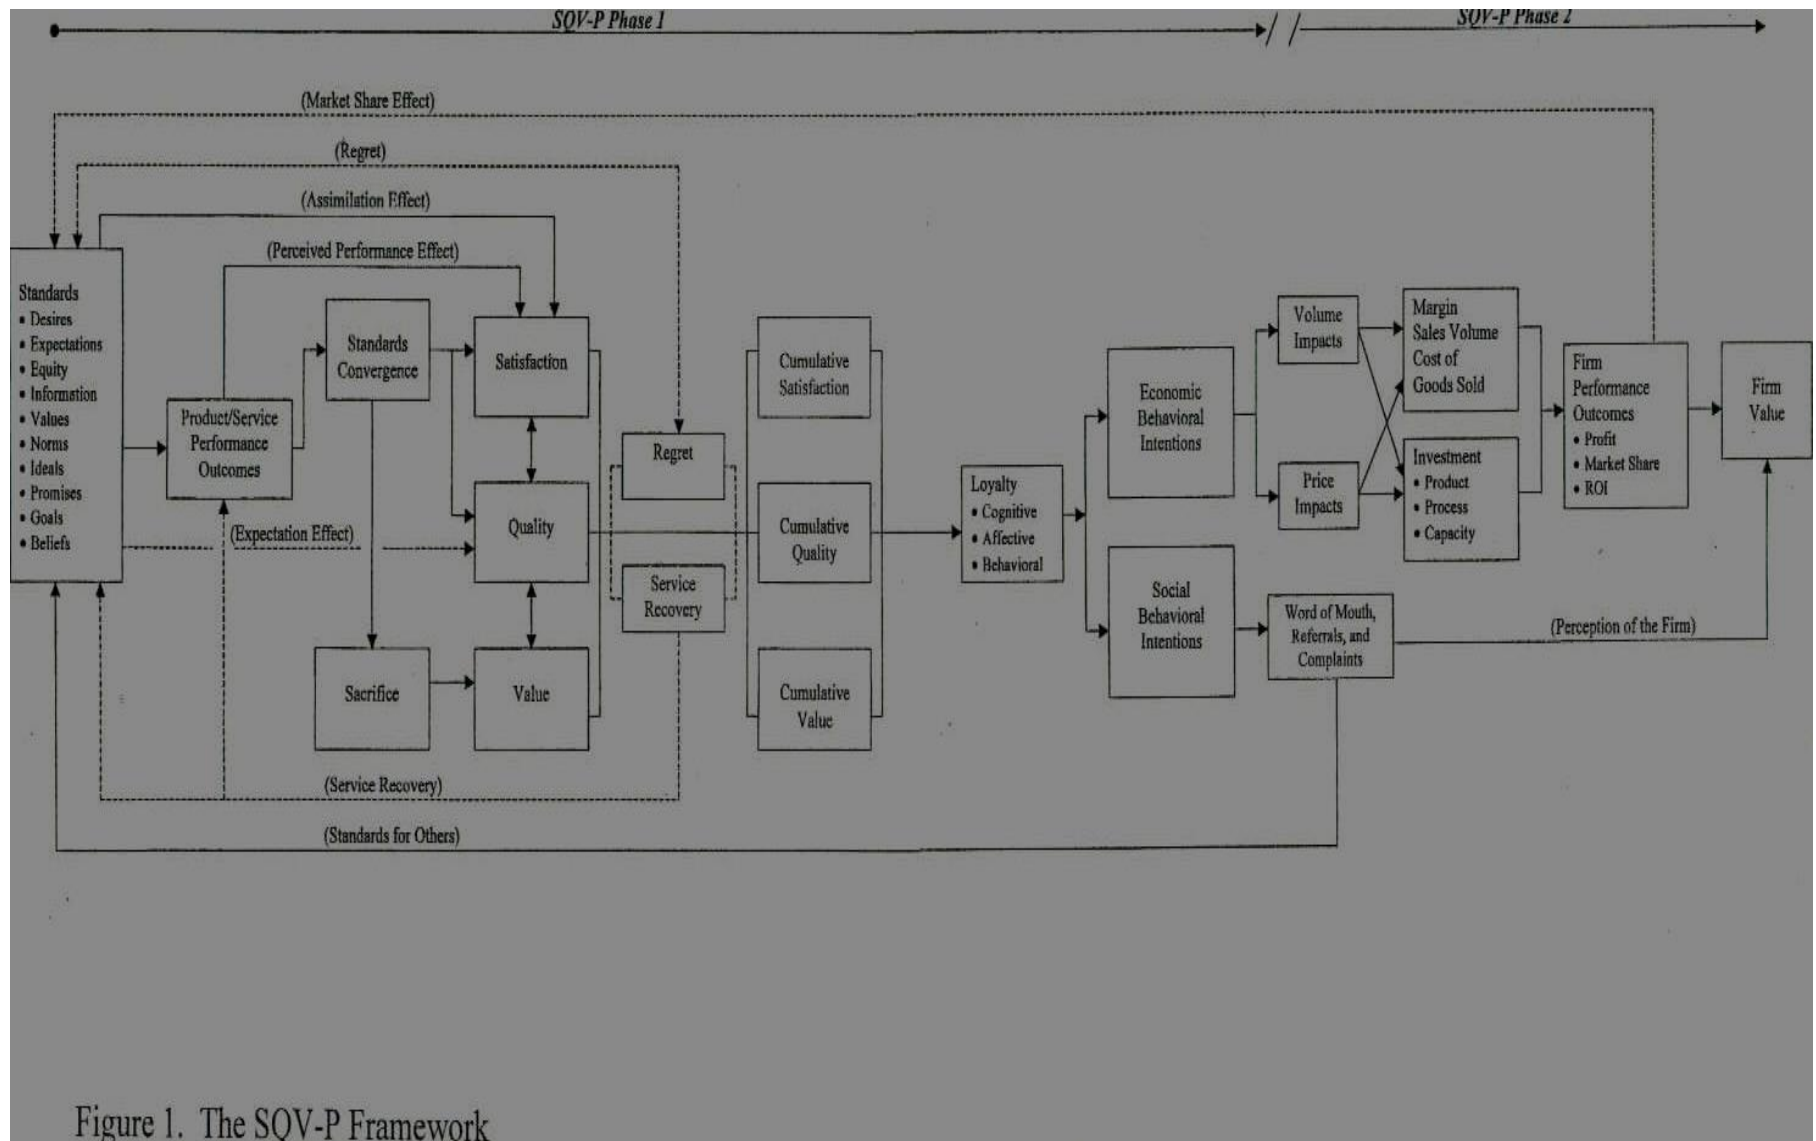 SQV-P Phase 1
SQV-P Phase 2
(Market Share Effect)
(Regret)
(Assimilation Effect)
(Perceived Performance Effect)
Standards
• Desires
• Expectations
• Equity
• Information
• Values
• Norms
• Ideals
• Promises
• Goals
• Beliefs
Product/Service
Performance
Outcomes
(Expectation Effect)
Standards
Convergence
Sacrifice
Satisfaction
Quality
Value
Regret
Service
Recovery
Cumulative
Satisfaction
Cumulative
Quality
Cumulative
Value
Loyalty
• Cognitive
• Affective
• Behavioral
Economic
Behavioral
Intentions
Social
Behavioral
Intentions
Volume
Impacts
Price
Impacts
Word of Mouth,
Referrals, and
Complaints
Margin
Sales Volume
Cost of
Goods Sold
Investment
• Product
• Process
• Capacity
Firm
Performance
Outcomes
• Profit
• Market Share
• ROI
Firm
Value
(Perception of the Firm)
(Service Recovery)
(Standards for Others)
Figure 1. The SQV-P Framework